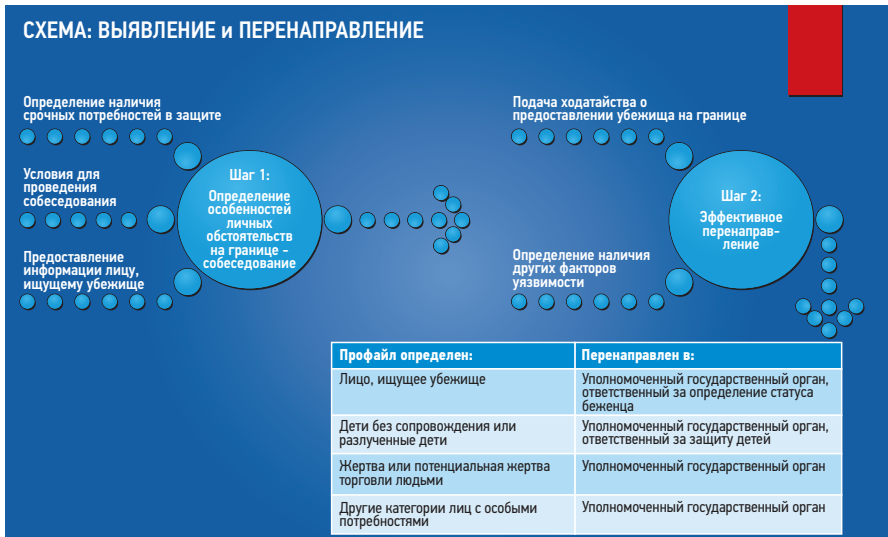 СХЕМА: ВЫЯВЛЕНИЕ и ПЕРЕНАПРАВЛЕНИЕ
Определение наличия
срочных потребностей в защите
Условия для
проведения
собеседования
Предоставление
информации лицу,
ищущему убежище
Шаг 1:
Определение
особенностей
личных
обстоятельств
на границе -
собеседование
Подача ходатайства о
предоставлении убежища на границе
Определение наличия
других факторов
уязвимости
Шаг 2:
Эффективное
перенаправ-
ление
Профайл определен:
Перенаправлен в:
Лицо, ищущее убежище
Уполномоченный государственный орган,
ответственный за определение статуса
беженца
Дети без сопровождения или
разлученные дети
Уполномоченный государственный орган,
ответственный за защиту детей
Жертва или потенциальная жертва
торговли людьми
Уполномоченный государственный орган
Другие категории лиц с особыми
потребностями
Уполномоченный государственный орган